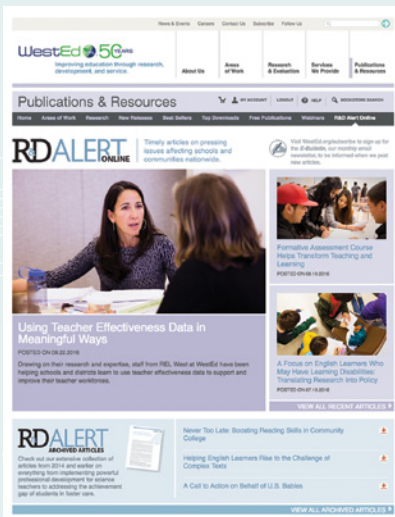 News & Events Careers Contact Us Subscribe Follow Us
WestEd 50 YEARS
Improving education through research,
development, and service.
About Us
Areas
of Work
Research
& Evaluation
Services
We Provide
Publications
& Resources
Publications & Resources
MY ACCOUNT LOGOUT HELP BOOKSTORE SEARCH
Home Areas of Work Research New Releases Best Sellers Top Downloads Free Publications Webinars R&D Alert Online
R&D ALERT
ONLINE
Timely articles on pressing
issues affecting schools and
communities nationwide.
Visit WestEd.org/subscribe to sign up for
the E-Bulletin, our monthly email
newsletter, to be informed when we post
new articles.
Formative Assessment Course
Helps Transform Teaching and
Learning
POSTED ON 09.15.2016
Using Teacher Effectiveness Data in
Meaningful Ways
POSTED ON 09.22.2016
Drawing on their research and expertise, staff from REL West at WestEd have been
helping schools and districts learn to use teacher effectiveness data to support and
improve their teacher workforces.
A Focus on English Learners Who
May Have Learning Disabilities:
Translating Research Into Policy
POSTED ON 07.13.2016
VIEW ALL RECENT ARTICLES
R&D ALERT
ARCHIVED ARTICLES
Check out our extensive collection of
articles from 2014 and earlier on
everything from implementing powerful
professional development for science
teachers to addressing the achievement
gap of students in foster care.
Never Too Late: Boosting Reading Skills in Community
College
Helping English Learners Rise to the Challenge of
Complex Texts
A Call to Action on Behalf of U.S. Babies
VIEW ALL ARCHIVED ARTICLES